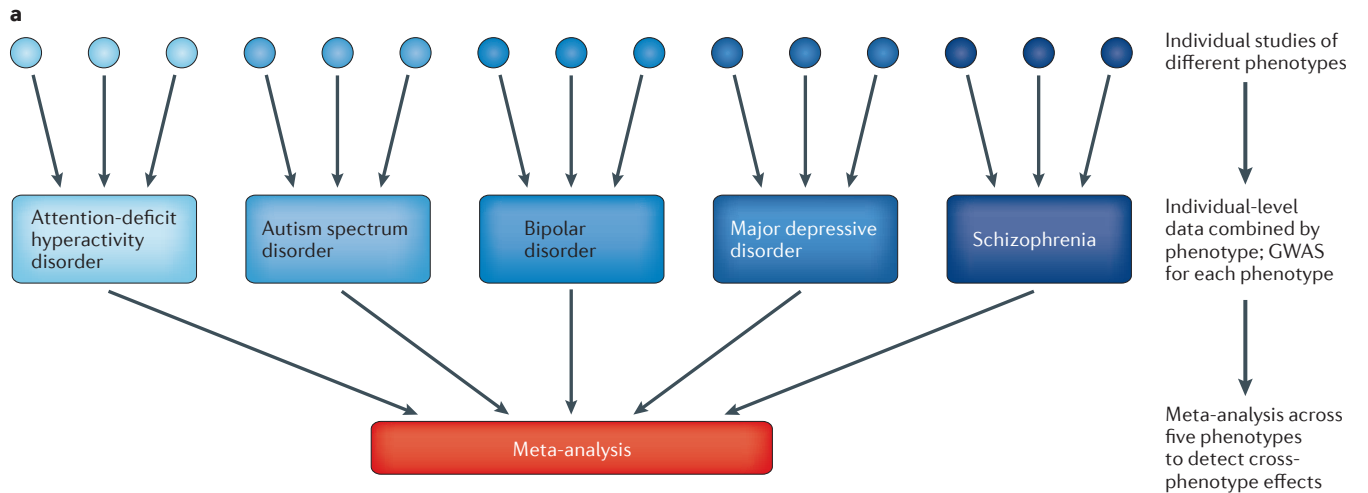 a
Individual studies of
different phenotypes
Attention-deficit
hyperactivity
disorder
Autism spectrum
disorder
Bipolar
disorder
Major depressive
disorder
Schizophrenia
Individual-level
data combined by
phenotype; GWAS
for each phenotype
Meta-analysis
Meta-analysis across
five phenotypes
to detect cross-
phenotype effects